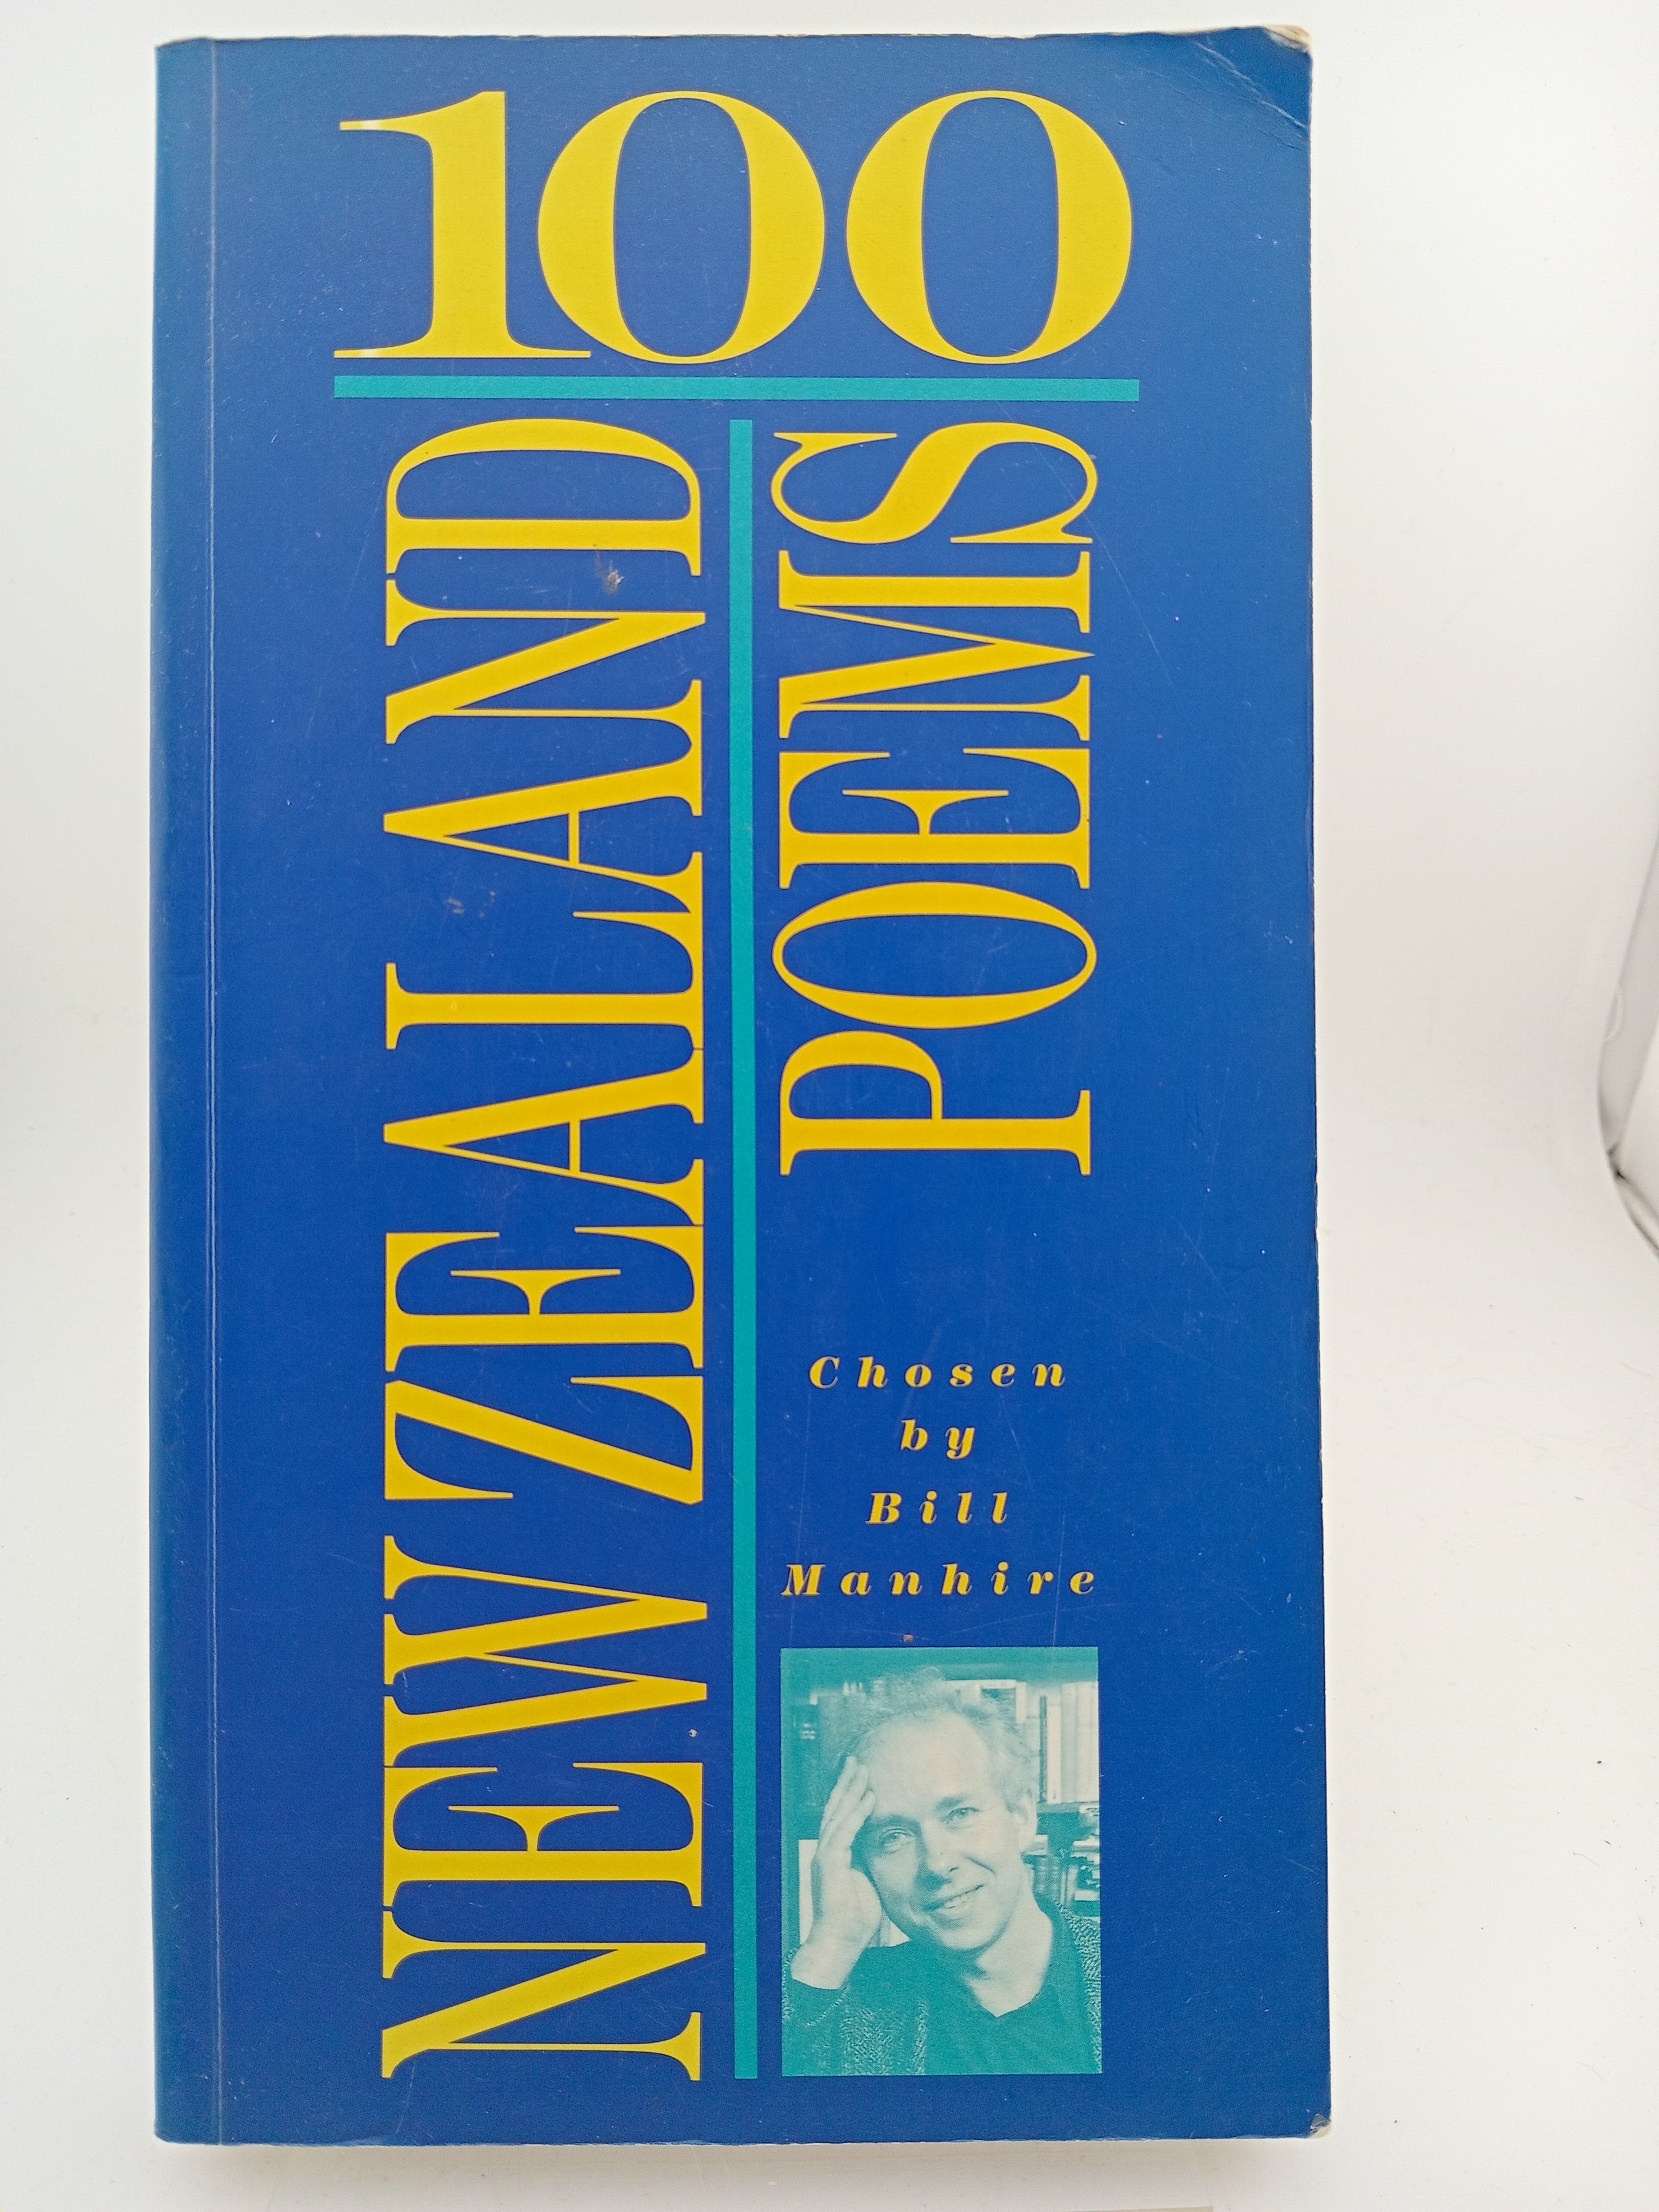 100
NEW ZEALAND
POEMS
Chosen
by
Bill
Manhire